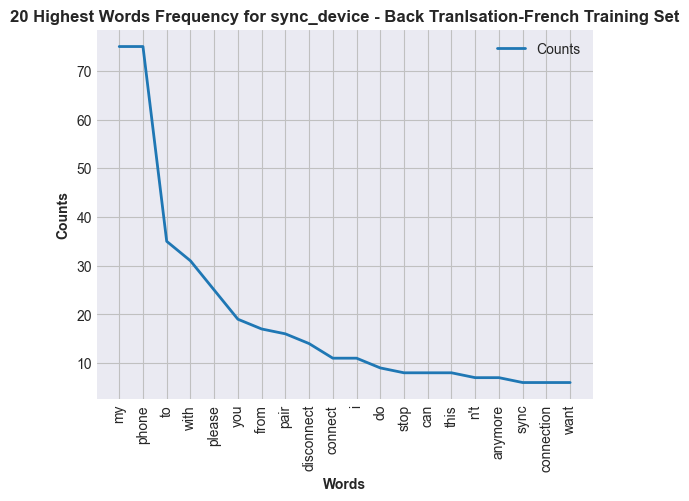 20 Highest Words Frequency for sync_device - Back Tranlsation-French Training Set
Counts
Counts
70
60
50
40
30
20
10
my
phone
to
with
please
you
from
pair
disconnect
connect
i
do
stop
can
this
n't
anymore
sync
connection
want
Words